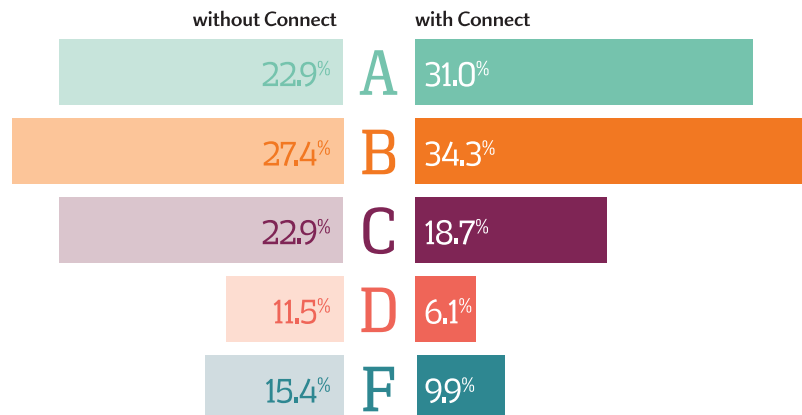 without Connect with Connect
22.9% A 31.0%
27.4% B 34.3%
22.9% C 18.7%
11.5% D 6.1%
15.4% F 9.9%